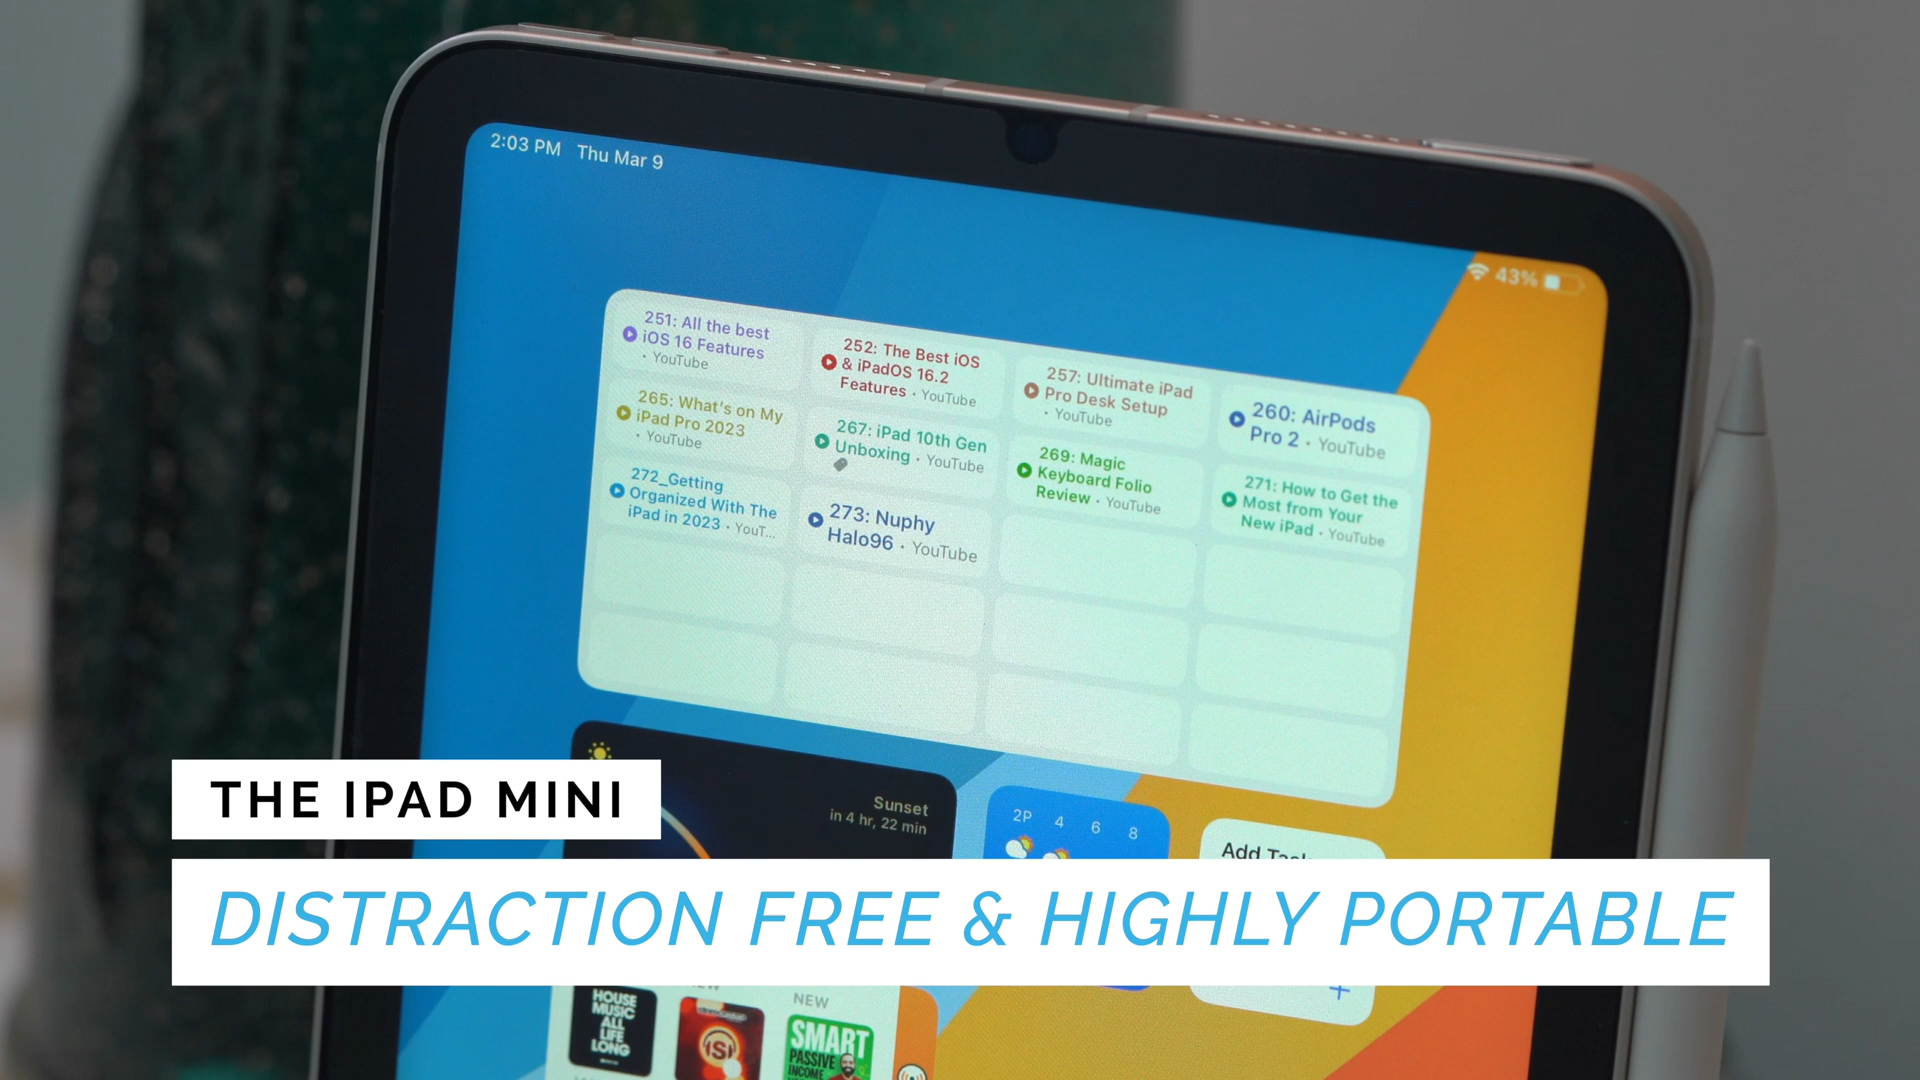 2:03 PM Thu Mar 9
43%
251: All the best
iOS 16 Features
· YouTube
252: The Best iOS
& iPadOS 16.2
Features · YouTube
257: Ultimate iPad
Pro Desk Setup
· YouTube
260: AirPods
Pro 2 · YouTube
265: What's on My
iPad Pro 2023
· YouTube
267: iPad 10th Gen
Unboxing · YouTube
269: Magic
Keyboard Folio
Review · YouTube
271: How to Get the
Most from Your
New iPad · YouTube
272_Getting
Organized With The
iPad in 2023 · YouT...
273: Nuphy
Halo96 · YouTube
Sunset
in 4 hr, 22 min
2P 4 6 8
Add
THE IPAD MINI
DISTRACTION FREE & HIGHLY PORTABLE
NEW
HOUSE
MUSIC
ALL
LIFE
LONG
SMART
PASSIVE
INCOME